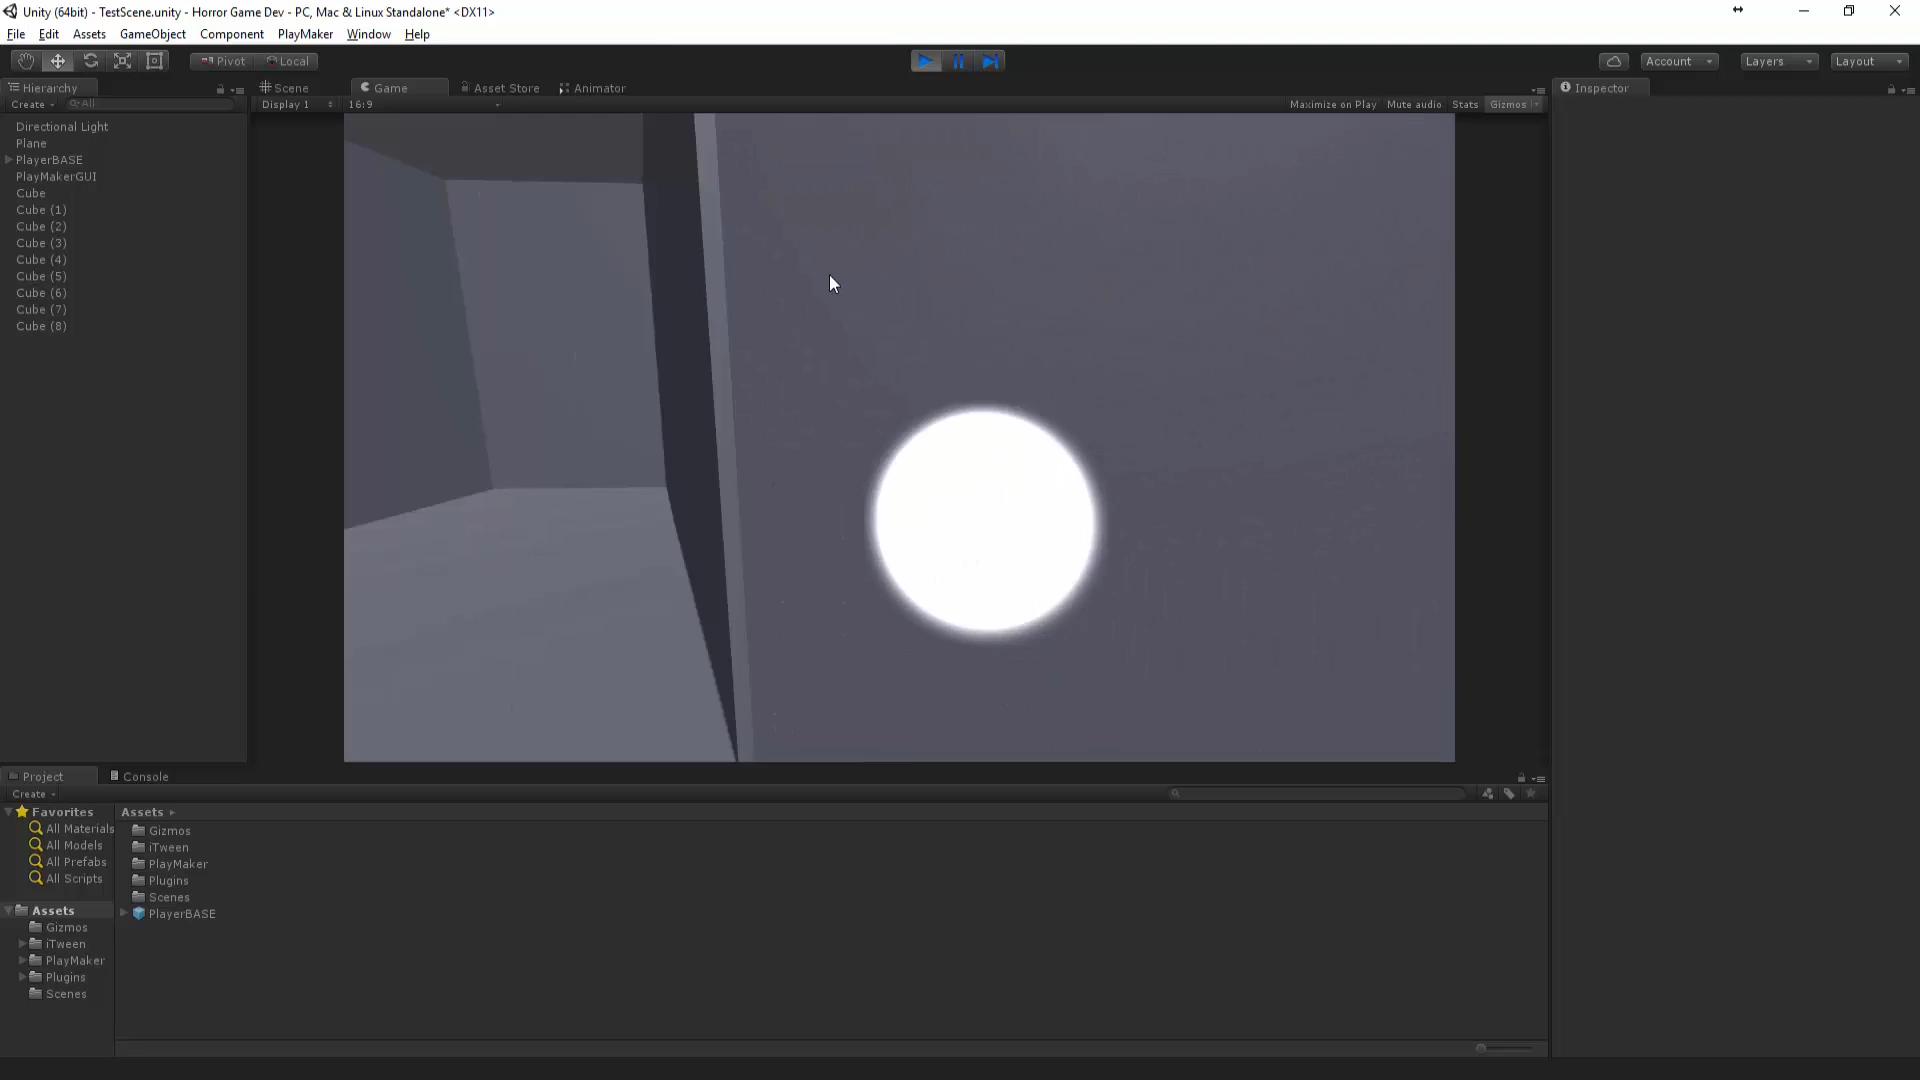 Unity (64bit) - TestScene.unity - Horror Game Dev - PC, Mac & Linux Standalone* <DX11>
File Edit Assets GameObject Component PlayMaker Window Help
Pivot Local Account Layers Layout
Hierarchy Scene Game Asset Store Animator Inspector
Create All Display 1 16:9 Maximize on Play Mute audio Stats Gizmos
Directional Light
Plane
PlayerBASE
PlayMakerGUI
Cube
Cube (1)
Cube (2)
Cube (3)
Cube (4)
Cube (5)
Cube (6)
Cube (7)
Cube (8)
Project Console
Create
Favorites
All Materials
All Models
All Prefabs
All Scripts
Assets
Gizmos
iTween
PlayMaker
Plugins
Scenes
Assets
Gizmos
iTween
PlayMaker
Plugins
Scenes
PlayerBASE